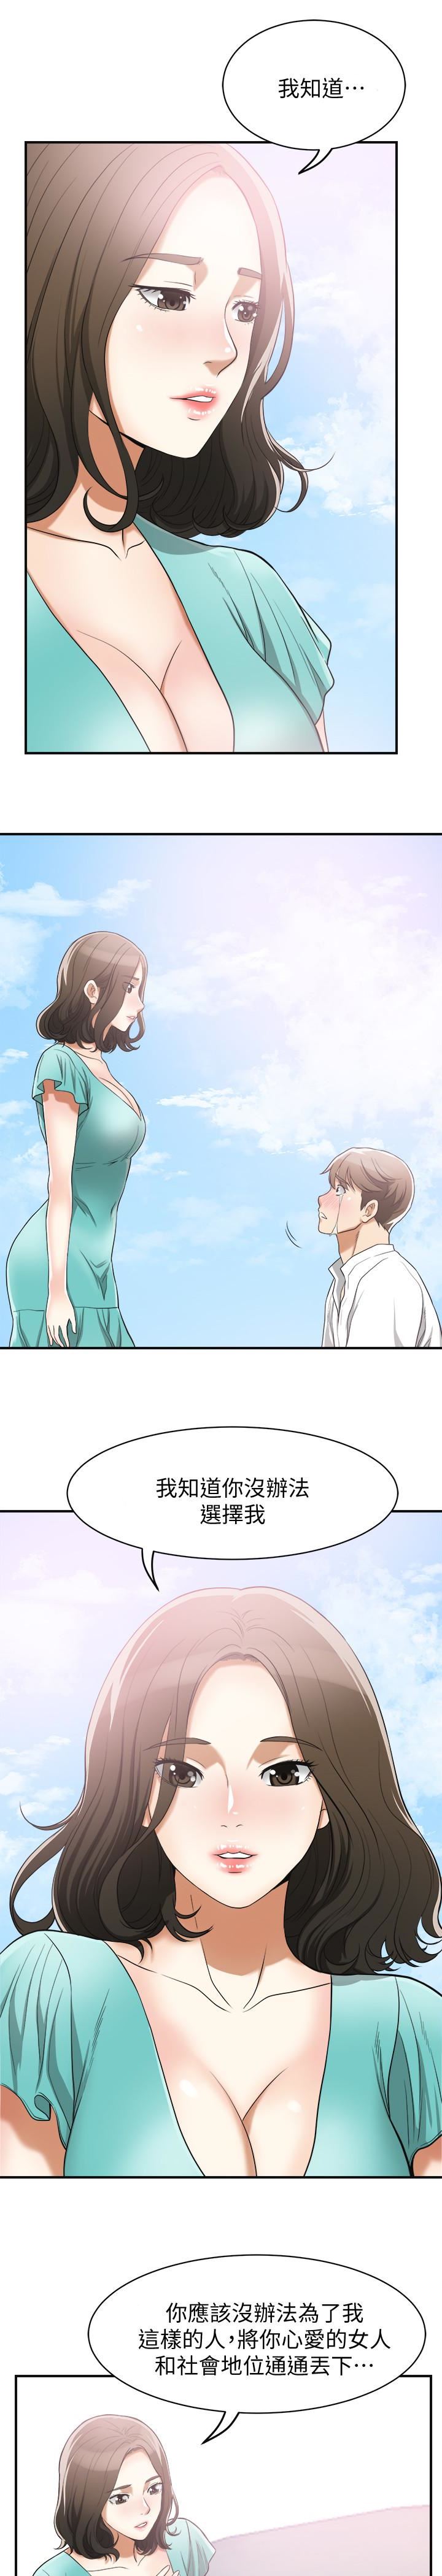 我知道⋯
我知道你沒辦法
選擇我
你應該沒辦法為了我
這樣的人，將你心愛的女人
和社會地位通通丟下⋯